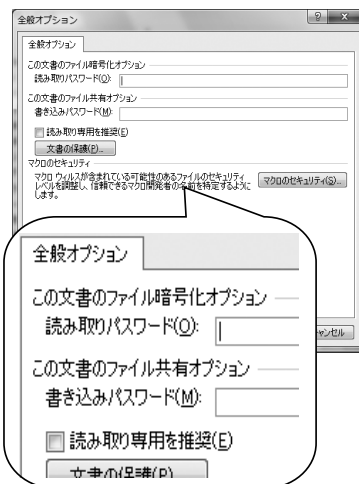 全般オプション
全般オプション
この文書のファイル暗号化オプション
読み取りパスワード(O):
この文書のファイル共有オプション
書き込みパスワード(M):
読み取り専用を推奨(E)
文書の保護(P)...
マクロのセキュリティ
マクロ ウィルスが含まれている可能性のあるファイルのセキュリティ
レベルを調整し、信頼できるマクロ開発者の名前を特定するように
します。
マクロのセキュリティ(S)...
ャンセル
全般オプション
この文書のファイル暗号化オプション
読み取りパスワード(O):
この文書のファイル共有オプション
書き込みパスワード(M):
読み取り専用を推奨(E)
文書の保護(P)